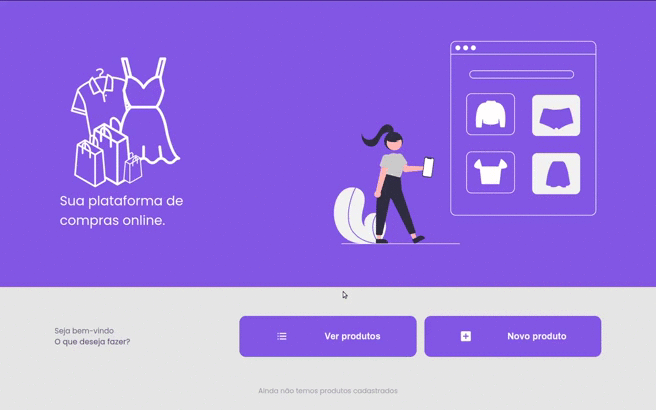 Sua plataforma de
compras online.
Seja bem-vindo
O que deseja fazer?
Ver produtos
Novo produto
Ainda não temos produtos cadastrados